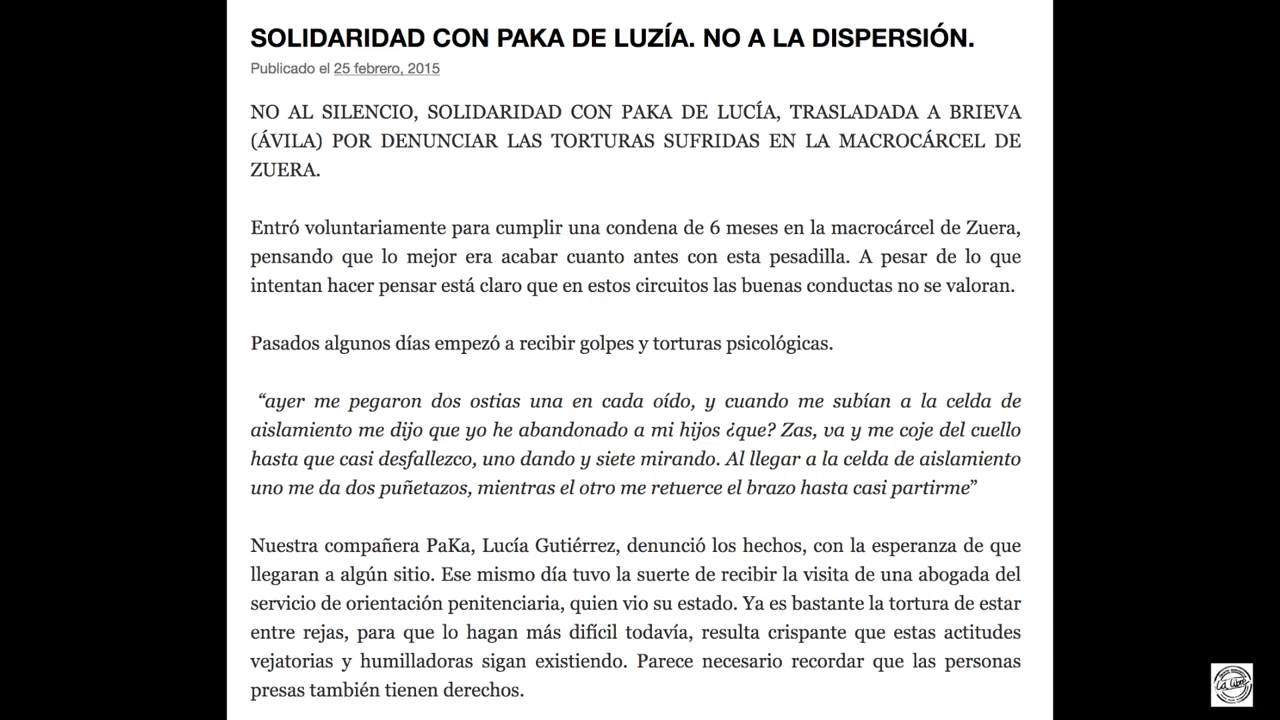 SOLIDARIDAD CON PAKA DE LUZÍA. NO A LA DISPERSIÓN.
Publicado el 25 febrero, 2015
NO AL SILENCIO, SOLIDARIDAD CON PAKA DE LUCÍA, TRASLADADA A BRIEVA
(ÁVILA) POR DENUNCIAR LAS TORTURAS SUFRIDAS EN LA MACROCÁRCEL DE
ZUERA.
Entró voluntariamente para cumplir una condena de 6 meses en la macrocárcel de Zuera,
pensando que lo mejor era acabar cuanto antes con esta pesadilla. A pesar de lo que
intentan hacer pensar está claro que en estos circuitos las buenas conductas no se valoran.
Pasados algunos días empezó a recibir golpes y torturas psicológicas.
“ayer me pegaron dos ostias una en cada oído, y cuando me subían a la celda de
aislamiento me dijo que yo he abandonado a mi hijos ¿que? Zas, va y me coje del cuello
hasta que casi desfallezco, uno dando y siete mirando. Al llegar a la celda de aislamiento
uno me da dos puñetazos, mientras el otro me retuerce el brazo hasta casi partirme”
Nuestra compañera PaKa, Lucía Gutiérrez, denunció los hechos, con la esperanza de que
llegaran a algún sitio. Ese mismo día tuvo la suerte de recibir la visita de una abogada del
servicio de orientación penitenciaria, quien vio su estado. Ya es bastante la tortura de estar
entre rejas, para que lo hagan más difícil todavía, resulta crispante que estas actitudes
vejatorias y humilladoras sigan existiendo. Parece necesario recordar que las personas
presas también tienen derechos.